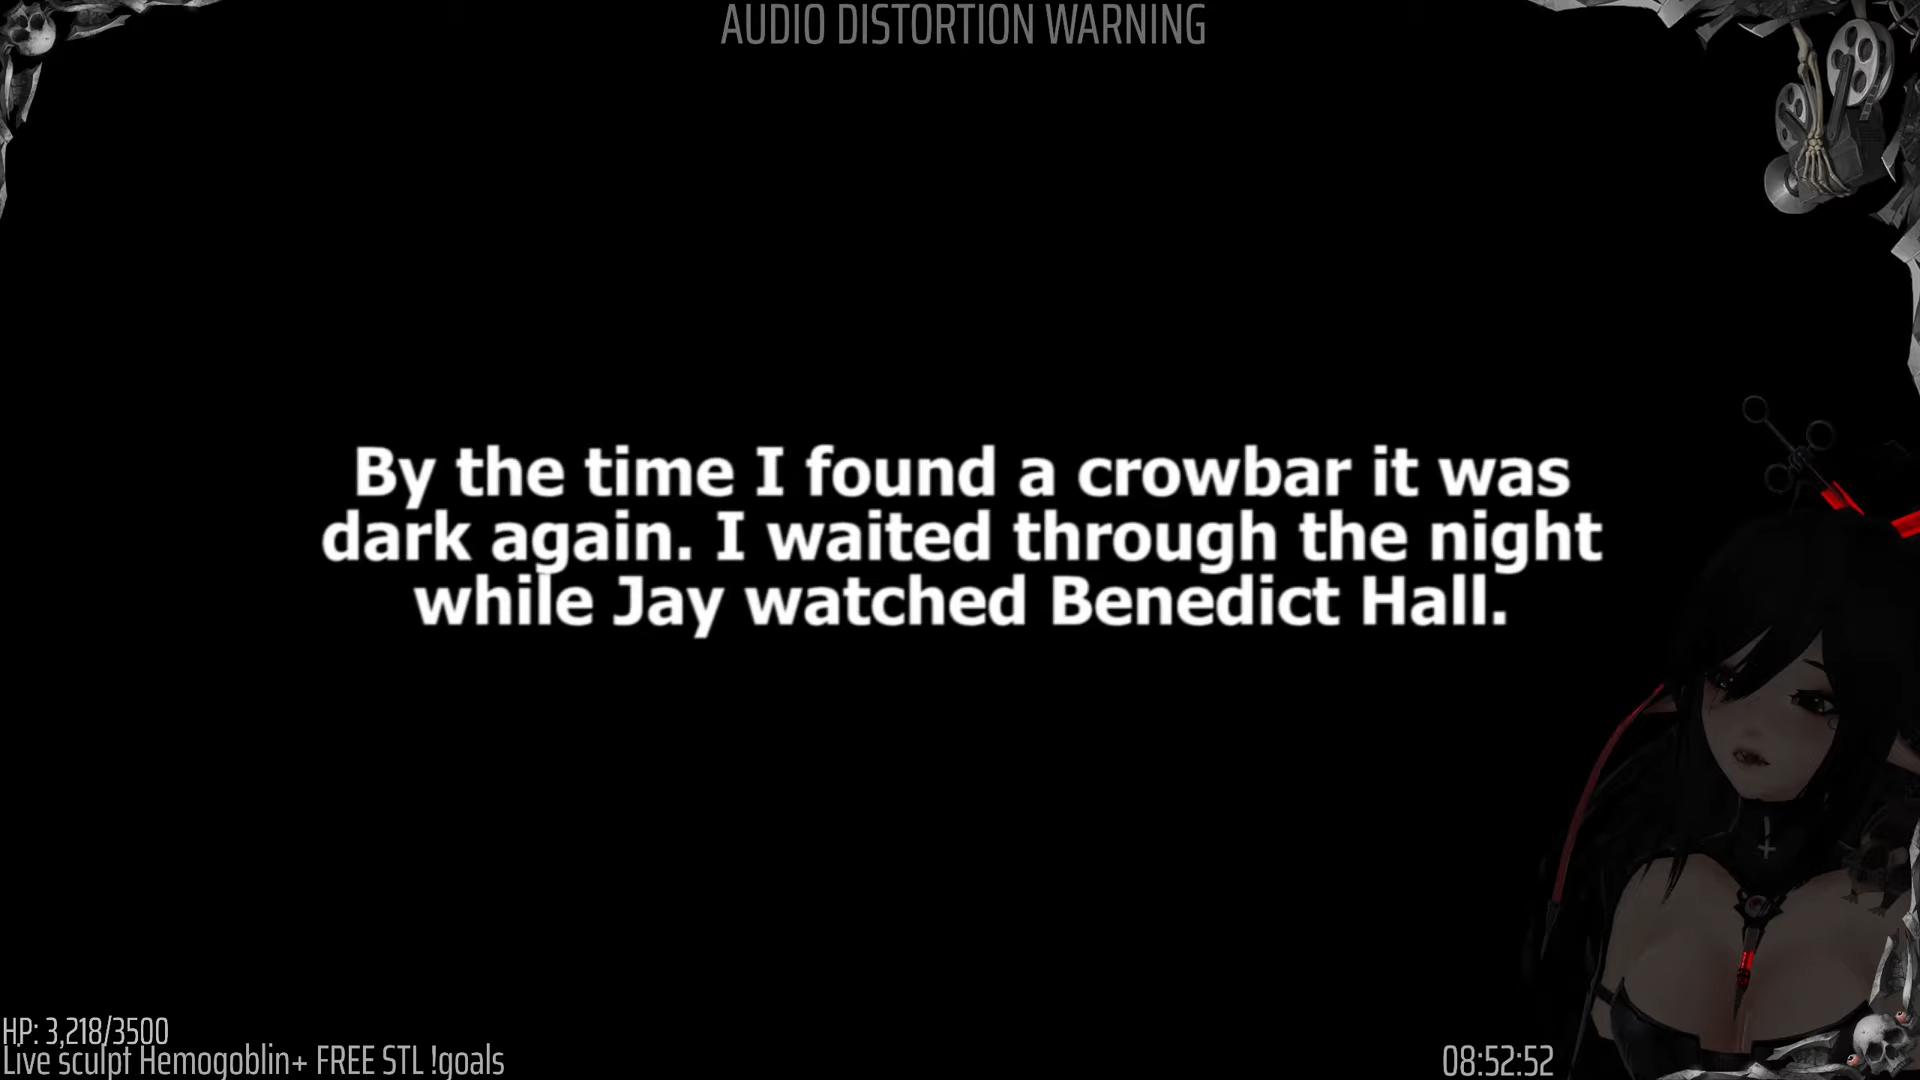 AUDIO DISTORTION WARNING
By the time I found a crowbar it was
dark again. I waited through the night
while Jay watched Benedict Hall.
HP: 3,218/3500
Live sculpt Hemogoblin+ FREE STL !goals
08:52:52